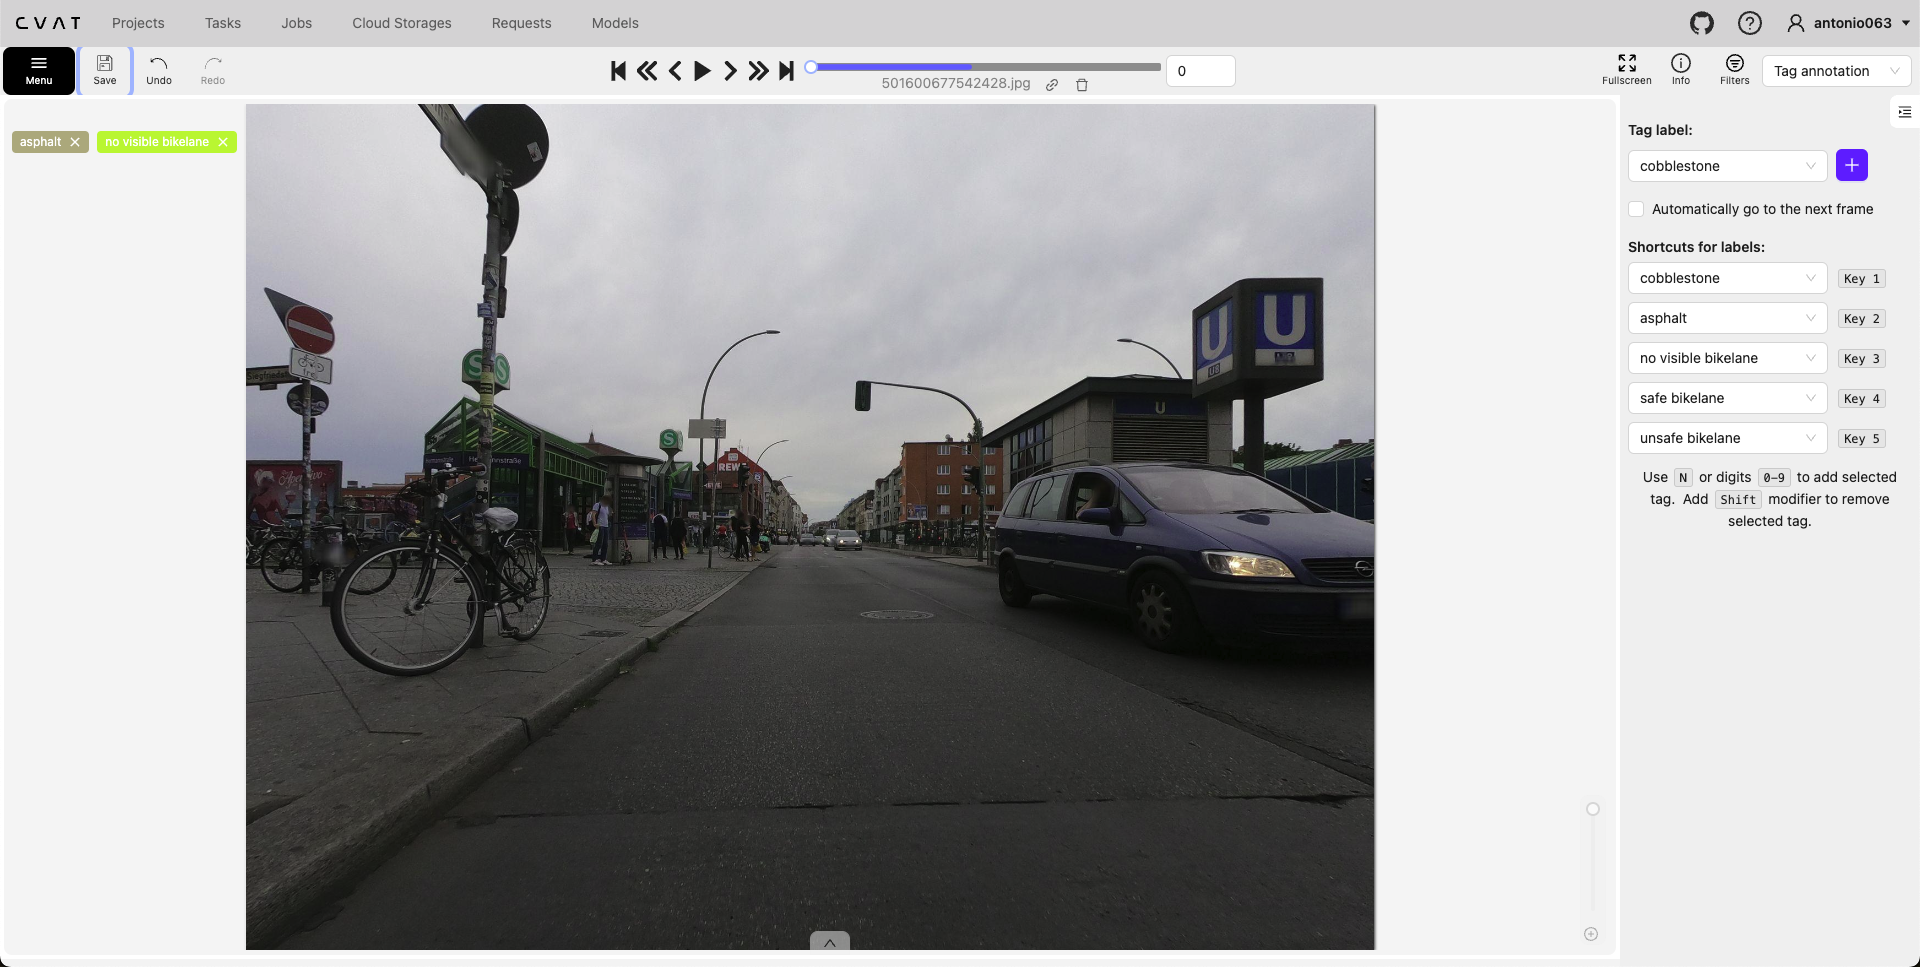 CVAT
Projects
Tasks
Jobs
Cloud Storages
Requests
Models
antonio063
Menu
Save
Undo
Redo
501600677542428.jpg
0
Fullscreen
Info
Filters
Tag annotation
asphalt
no visible bikelane
Tag label:
cobblestone
Automatically go to the next frame
Shortcuts for labels:
cobblestone
Key 1
asphalt
Key 2
no visible bikelane
Key 3
safe bikelane
Key 4
unsafe bikelane
Key 5
Use N or digits 0-9 to add selected
tag. Add Shift modifier to remove
selected tag.
U
U
U8
frei
S
S
U
S
REWE